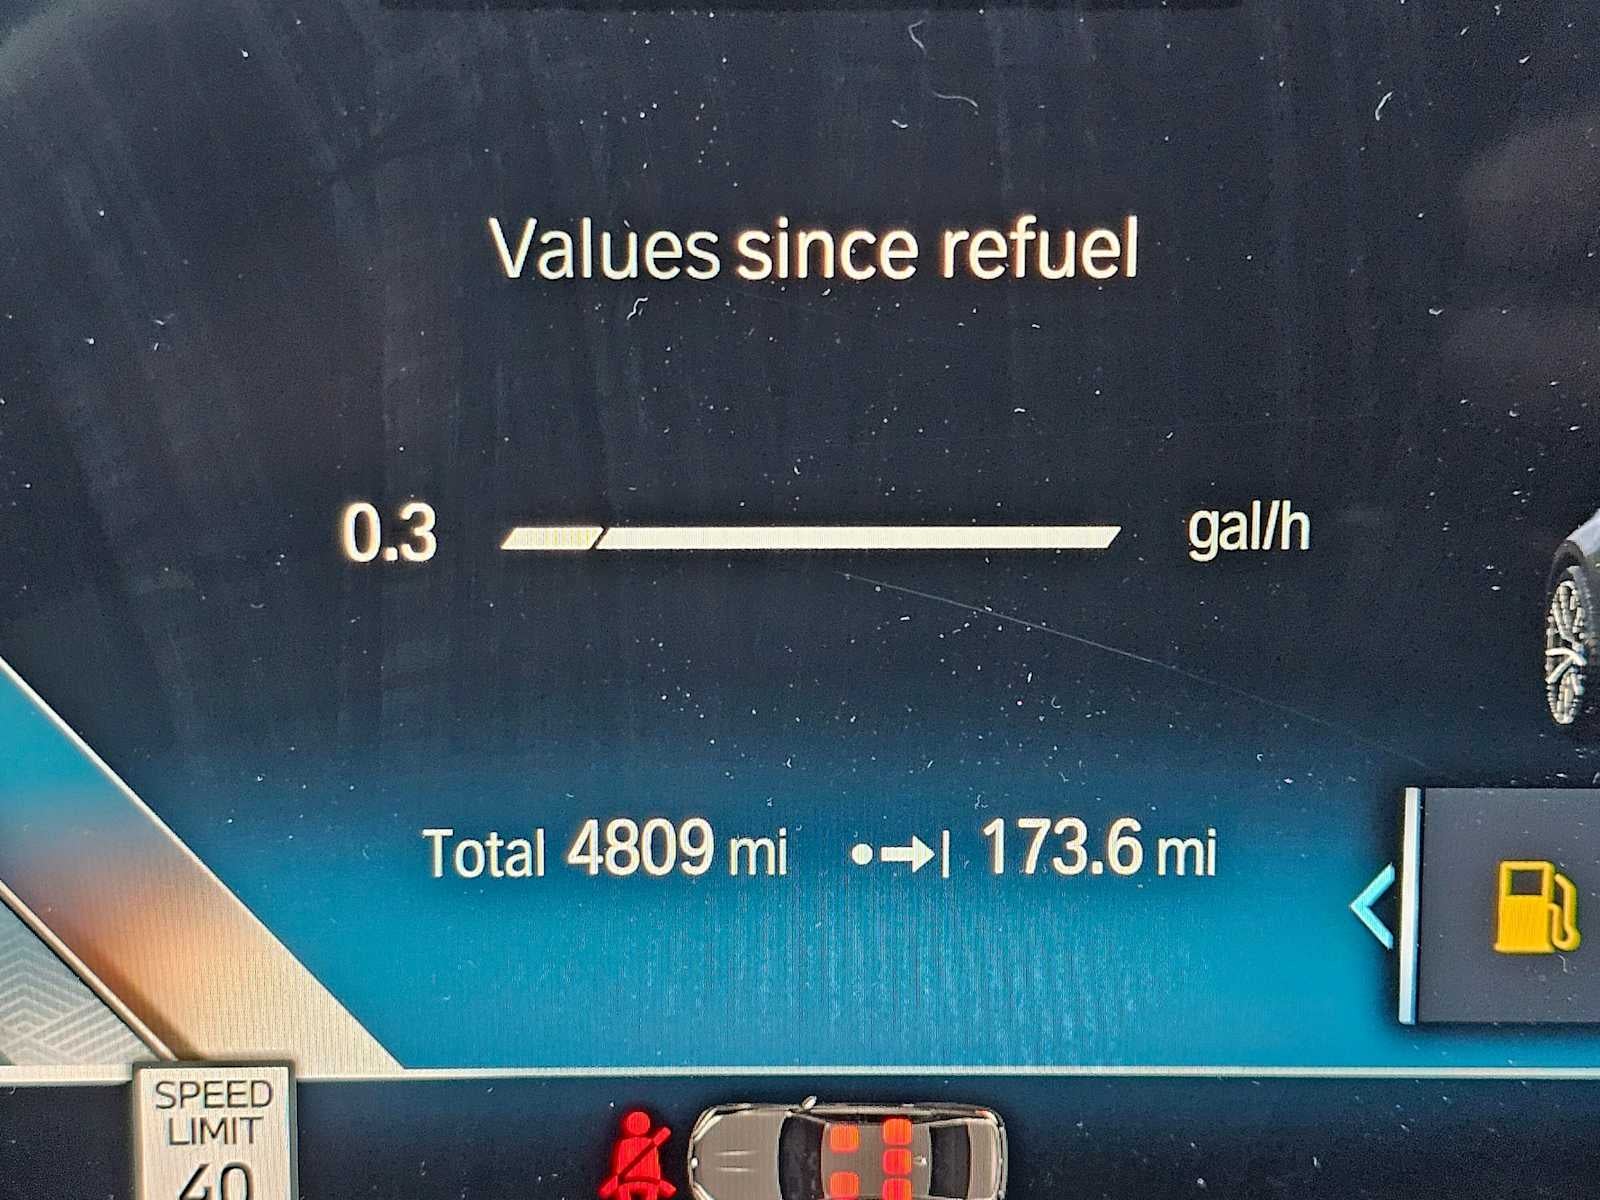 Values since refuel
0.3 gal/h
Total 4809 mi 173.6 mi
SPEED
LIMIT
40